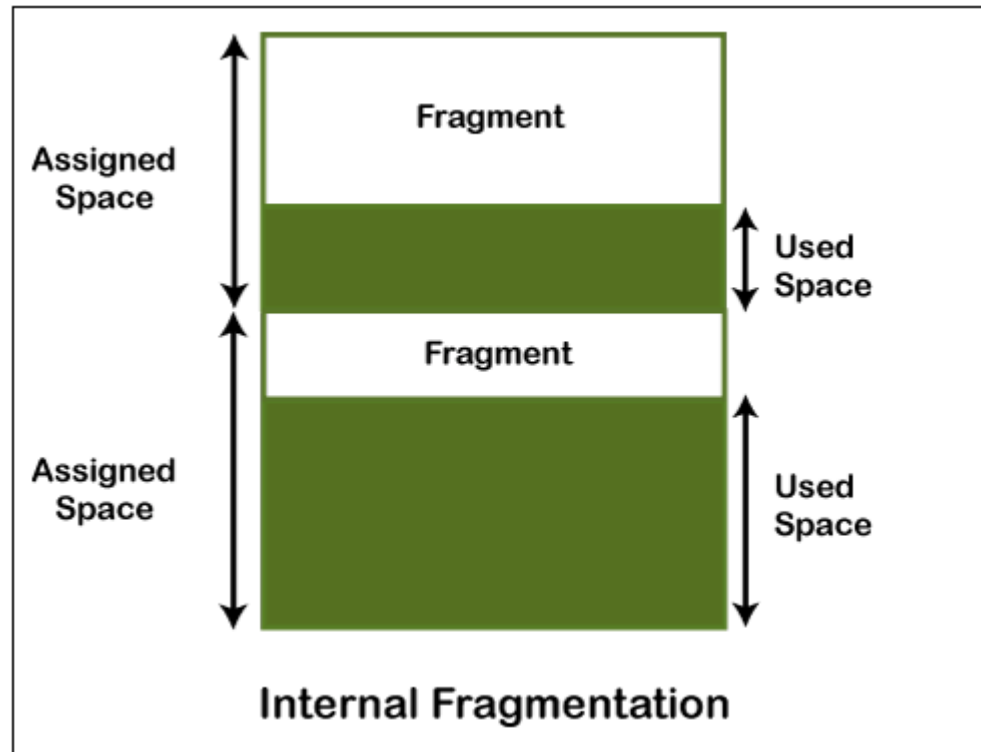 Fragment
Assigned
Space
Used
Space
Fragment
Assigned
Space
Used
Space
Internal Fragmentation